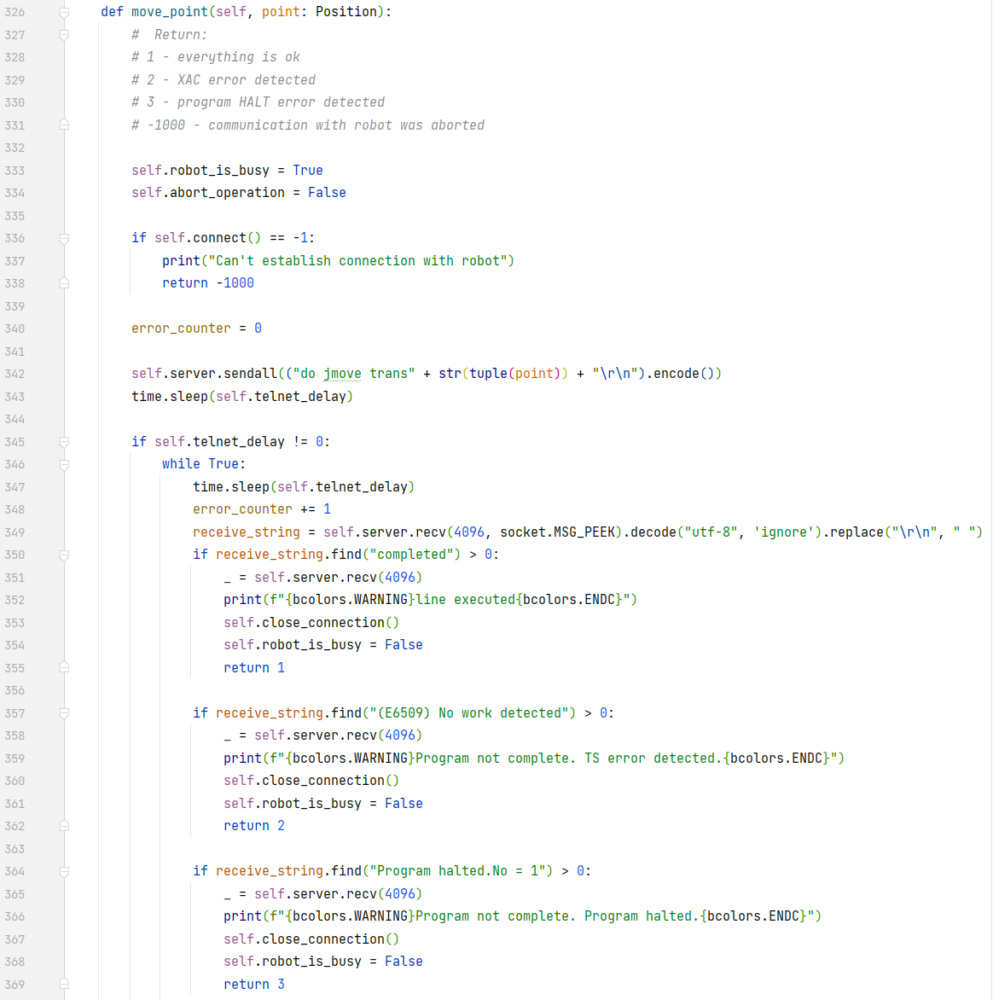 326 def move_point(self, point: Position):
327 #  Return:
328 # 1 - everything is ok
329 # 2 - XAC error detected
330 # 3 - program HALT error detected
331 # -1000 - communication with robot was aborted
332
333 self.robot_is_busy = True
334 self.abort_operation = False
335
336 if self.connect() == -1:
337 print("Can't establish connection with robot")
338 return -1000
339
340 error_counter = 0
341
342 self.server.sendall(("do jmove trans" + str(tuple(point)) + "\r\n").encode())
343 time.sleep(self.telnet_delay)
344
345 if self.telnet_delay != 0:
346 while True:
347 time.sleep(self.telnet_delay)
348 error_counter += 1
349 receive_string = self.server.recv(4096, socket.MSG_PEEK).decode("utf-8", 'ignore').replace("\r\n", " ")
350 if receive_string.find("completed") > 0:
351 _ = self.server.recv(4096)
352 print(f"{bcolors.WARNING}line executed{bcolors.ENDC}")
353 self.close_connection()
354 self.robot_is_busy = False
355 return 1
356
357 if receive_string.find("(E6509) No work detected") > 0:
358 _ = self.server.recv(4096)
359 print(f"{bcolors.WARNING}Program not complete. TS error detected.{bcolors.ENDC}")
360 self.close_connection()
361 self.robot_is_busy = False
362 return 2
363
364 if receive_string.find("Program halted.No = 1") > 0:
365 _ = self.server.recv(4096)
366 print(f"{bcolors.WARNING}Program not complete. Program halted.{bcolors.ENDC}")
367 self.close_connection()
368 self.robot_is_busy = False
369 return 3